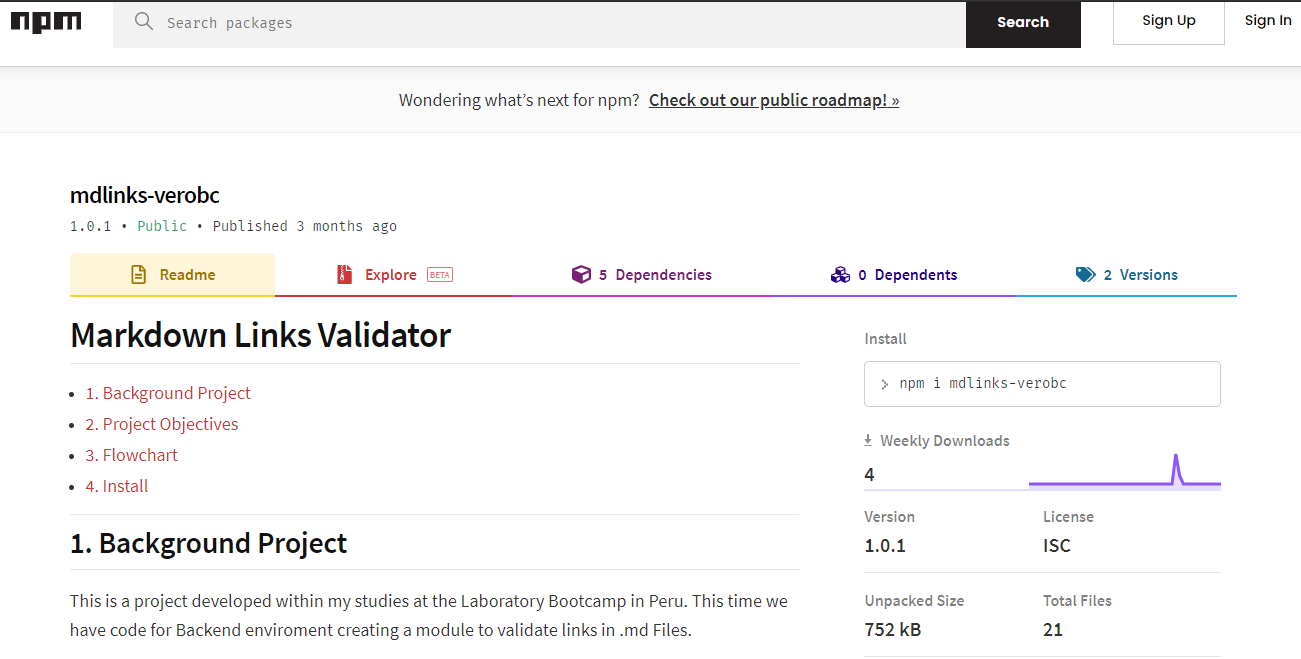 npm
Search packages
Search
Sign Up
Sign In
Wondering what’s next for npm? Check out our public roadmap! »
mdlinks-verobc
1.0.1 • Public • Published 3 months ago
Readme
Explore BETA
5 Dependencies
0 Dependents
2 Versions
Markdown Links Validator
• 1. Background Project
• 2. Project Objectives
• 3. Flowchart
• 4. Install
1. Background Project
This is a project developed within my studies at the Laboratory Bootcamp in Peru. This time we
have code for Backend enviroment creating a module to validate links in .md Files.
Install
> npm i mdlinks-verobc
Weekly Downloads
4
Version
License
1.0.1
ISC
Unpacked Size
Total Files
752 kB
21